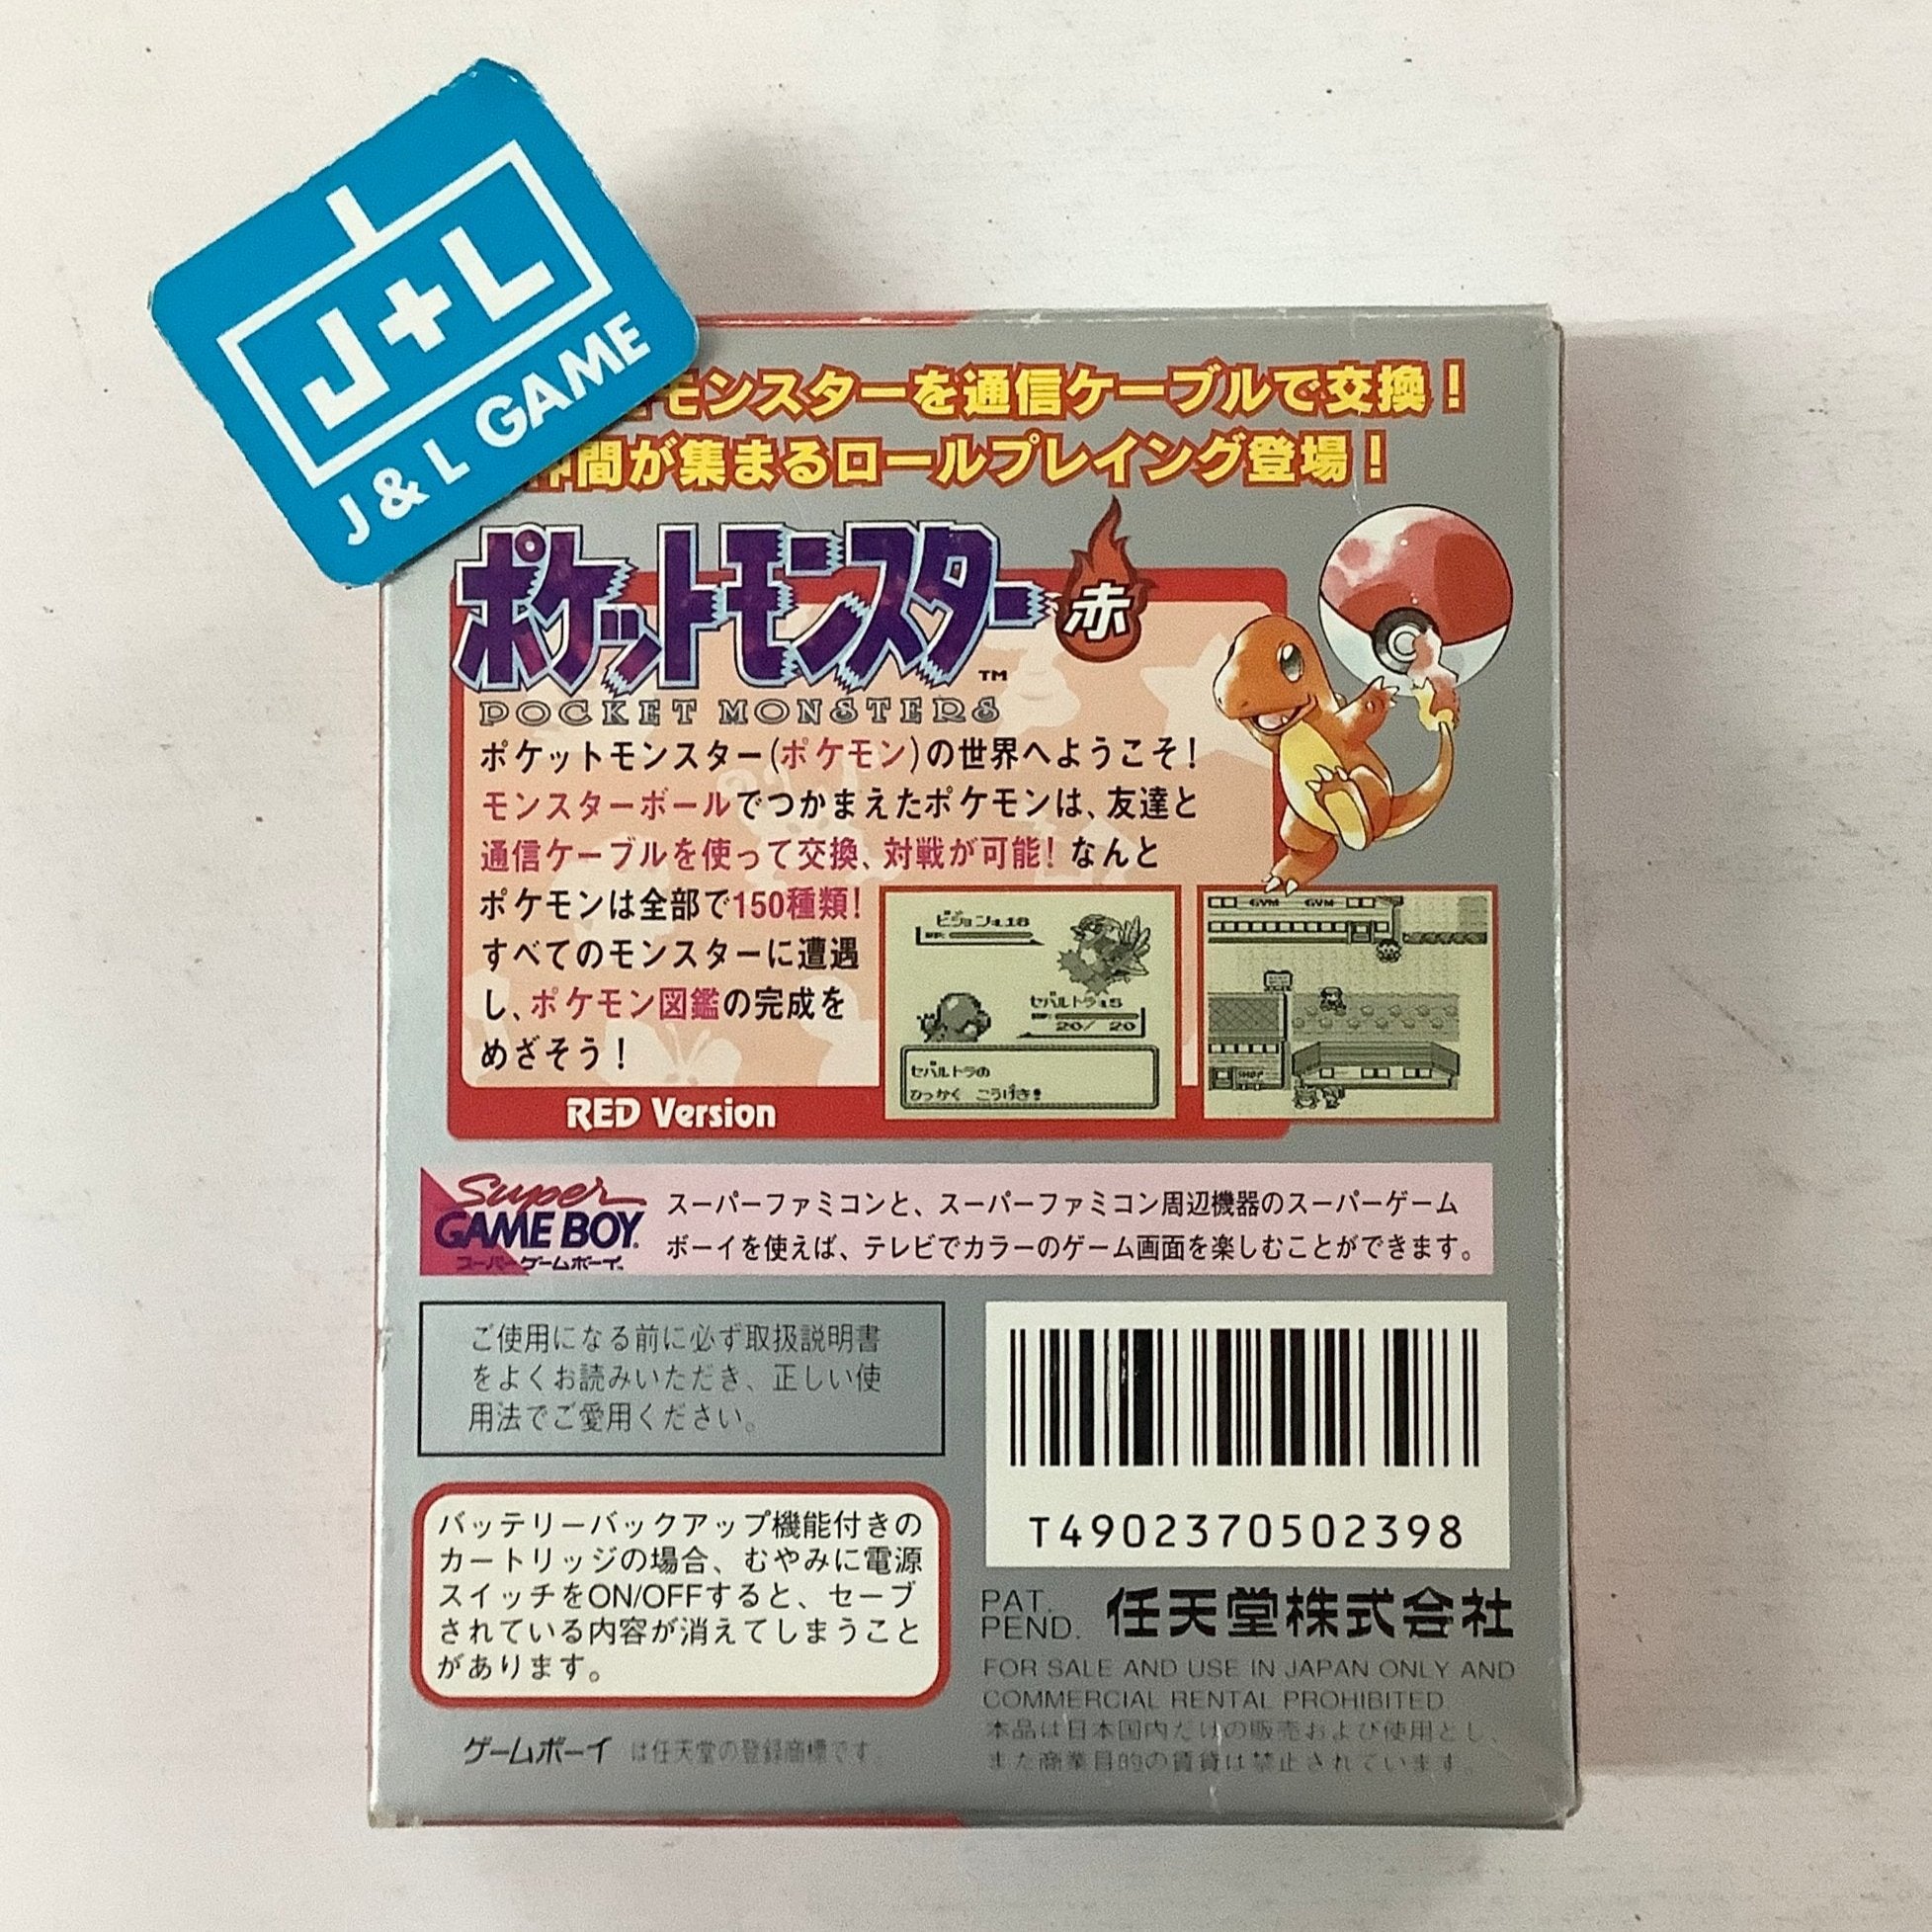 J+L
J & L GAME
モンスターを通信ケーブルで交換！
仲間が集まるロールプレイング登場！
ポケットモンスター 赤
TM
POCKET MONSTERS
ポケットモンスター(ポケモン)の世界へようこそ！
モンスターボールでつかまえたポケモンは、友達と
通信ケーブルを使って交換、対戦が可能！なんと
ポケモンは全部で150種類！
すべてのモンスターに遭遇
し、ポケモン図鑑の完成を
めざそう！
RED Version
ピジョン:L18
HP:
セバルトラ:L5
HP:
20/ 20
セバルトラの
ひっかく こうげき！
GYM GYM
SHOP
Super
GAME BOY
スーパーゲームボーイ
スーパーファミコンと、スーパーファミコン周辺機器のスーパーゲーム
ボーイを使えば、テレビでカラーのゲーム画面を楽しむことができます。
ご使用になる前に必ず取扱説明書
をよくお読みいただき、正しい使
用法でご愛用ください。
T4902370502398
バッテリーバックアップ機能付きの
カートリッジの場合、むやみに電源
スイッチをON/OFFすると、セーブ
されている内容が消えてしまうこと
があります。
PAT.
PEND.
任天堂株式会社
FOR SALE AND USE IN JAPAN ONLY AND
COMMERCIAL RENTAL PROHIBITED
本品は日本国内だけの販売および使用とし、
また商業目的の賃貸は禁止されています。
ゲームボーイ は任天堂の登録商標です。